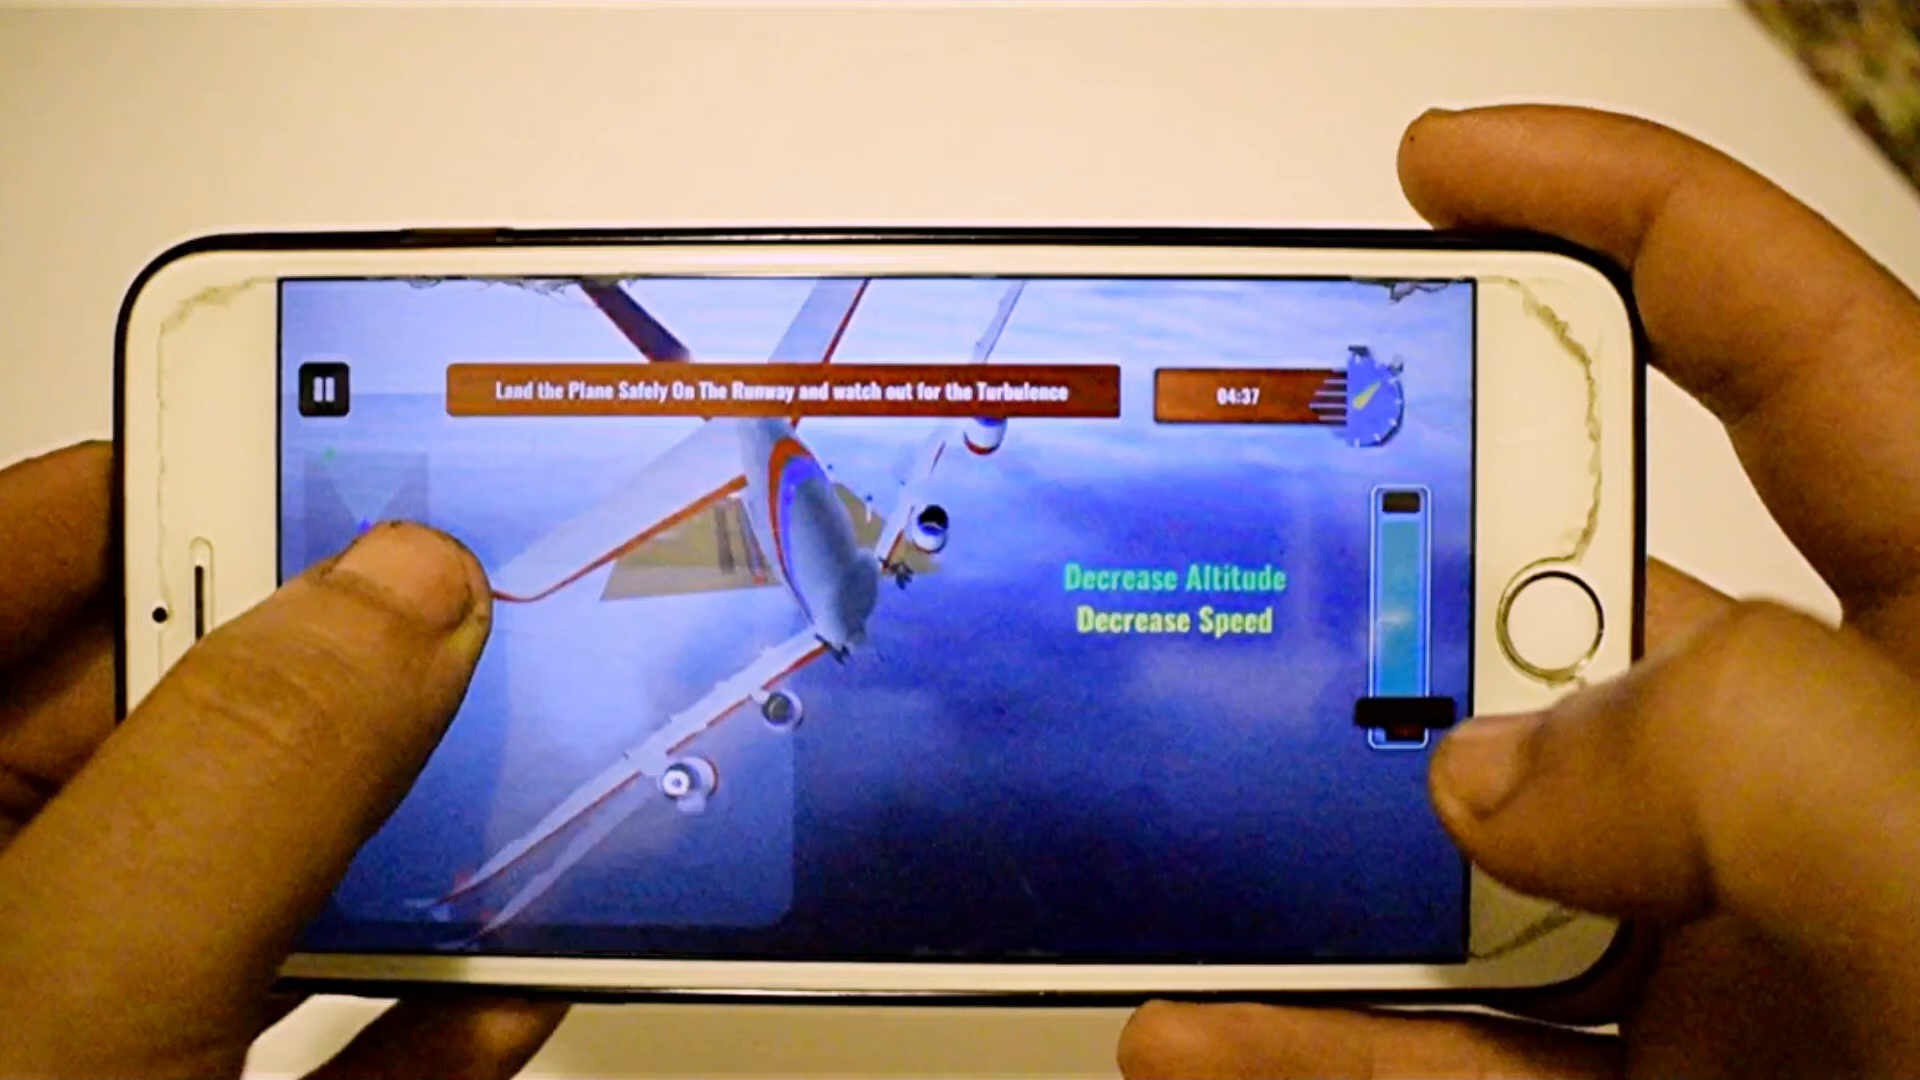 Land the Plane Safely On The Runway and watch out for the Turbulence
04:37
Decrease Altitude
Decrease Speed